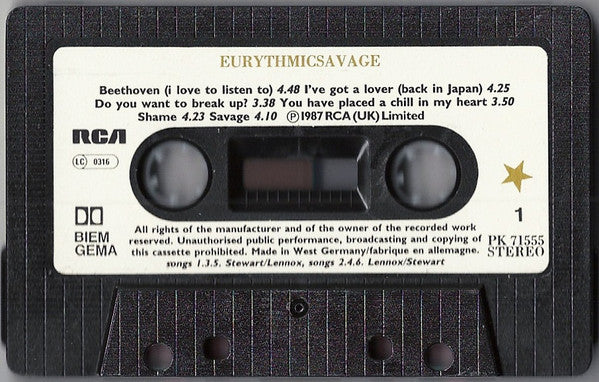 EURYTHMICSAVAGE
Beethoven (i love to listen to) 4.48 I've got a lover (back in Japan) 4.25
Do you want to break up? 3.38 You have placed a chill in my heart 3.50
Shame 4.23 Savage 4.10 Ⓟ1987 RCA (UK) Limited
RCA
LC 0316
BIEM
GEMA
1
All rights of the manufacturer and of the owner of the recorded work
reserved. Unauthorised public performance, broadcasting and copying of
this cassette prohibited. Made in West Germany/fabrique en allemagne.
songs 1.3.5. Stewart/Lennox, songs 2.4.6. Lennox/Stewart
PK 71555
STEREO